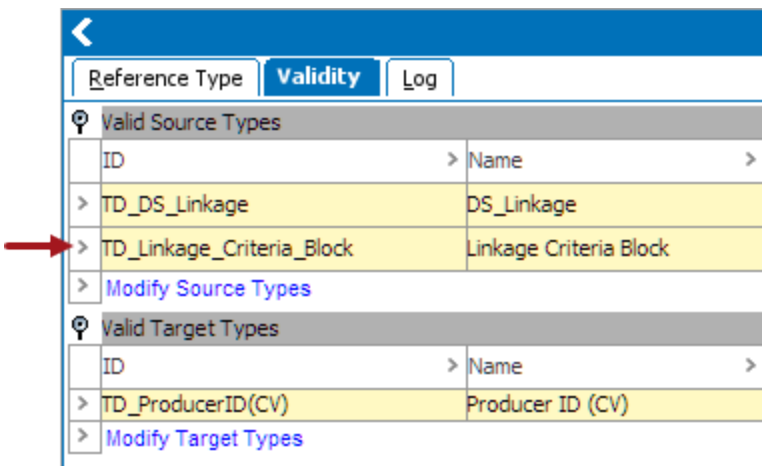 Reference Type Validity Log
Valid Source Types
ID > Name >
> TD_DS_Linkage DS_Linkage
> TD_Linkage_Criteria_Block Linkage Criteria Block
> Modify Source Types
Valid Target Types
ID > Name >
> TD_ProducerID(CV) Producer ID (CV)
> Modify Target Types